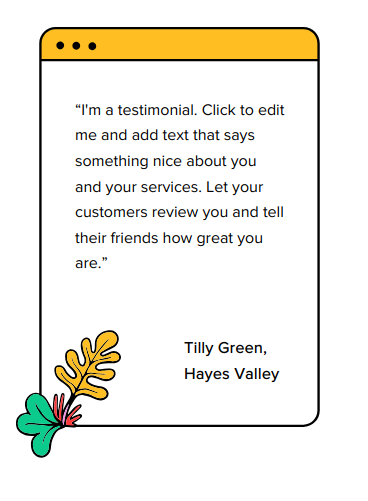 “I'm a testimonial. Click to edit
me and add text that says
something nice about you
and your services. Let your
customers review you and tell
their friends how great you
are.”
Tilly Green,
Hayes Valley